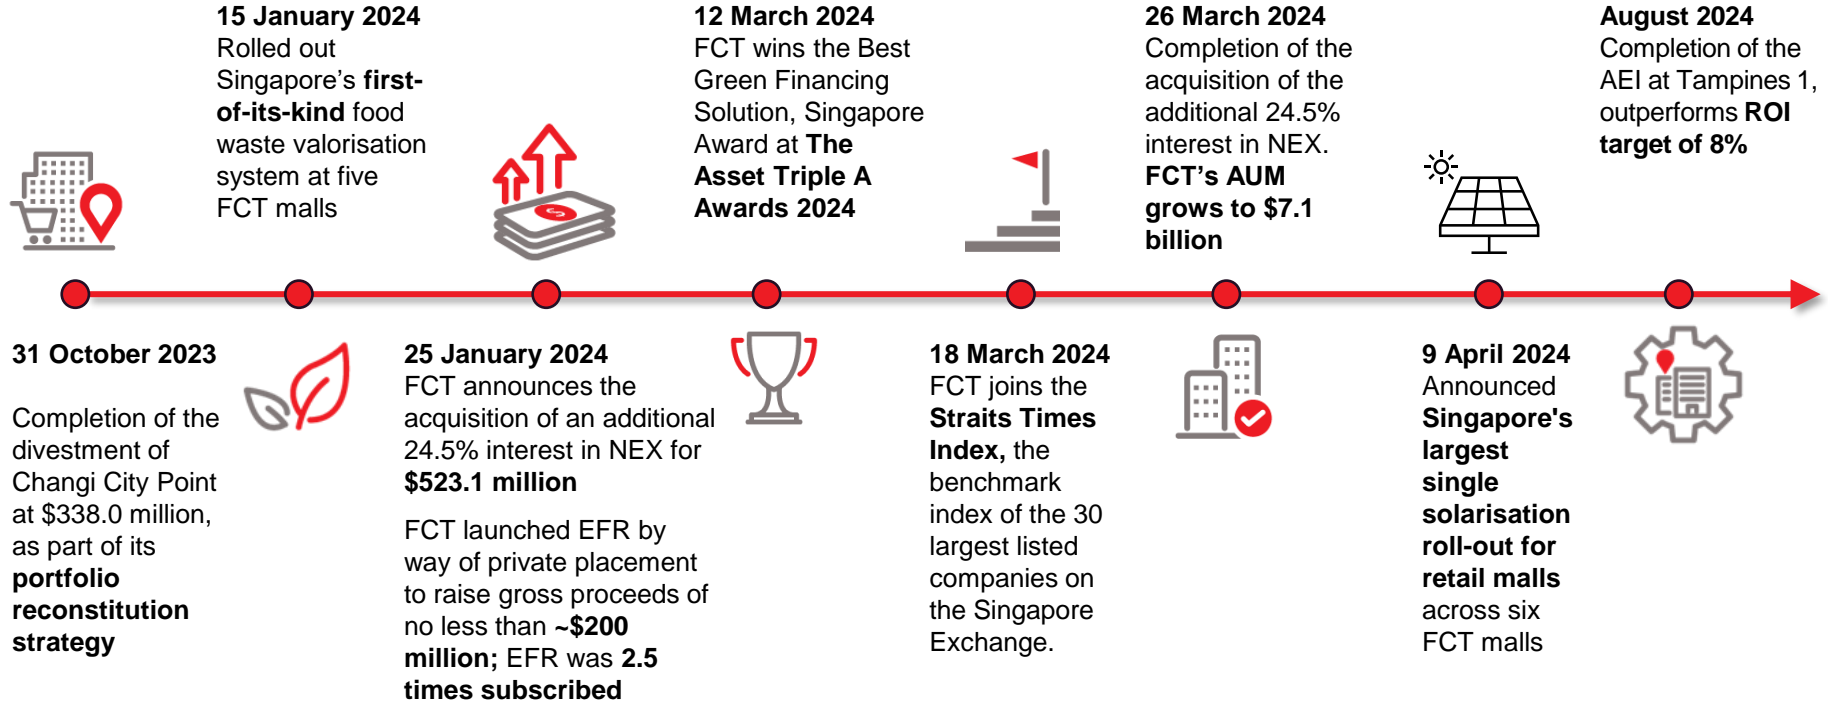 15 January 2024
Rolled out
Singapore’s first-
of-its-kind food
waste valorisation
system at five
FCT malls
12 March 2024
FCT wins the Best
Green Financing
Solution, Singapore
Award at The
Asset Triple A
Awards 2024
26 March 2024
Completion of the
acquisition of the
additional 24.5%
interest in NEX.
FCT’s AUM
grows to $7.1
billion
August 2024
Completion of the
AEI at Tampines 1,
outperforms ROI
target of 8%
31 October 2023
Completion of the
divestment of
Changi City Point
at $338.0 million,
as part of its
portfolio
reconstitution
strategy
25 January 2024
FCT announces the
acquisition of an additional
24.5% interest in NEX for
$523.1 million
FCT launched EFR by
way of private placement
to raise gross proceeds of
no less than ~$200
million; EFR was 2.5
times subscribed
18 March 2024
FCT joins the
Straits Times
Index, the
benchmark
index of the 30
largest listed
companies on
the Singapore
Exchange.
9 April 2024
Announced
Singapore's
largest
single
solarisation
roll-out for
retail malls
across six
FCT malls